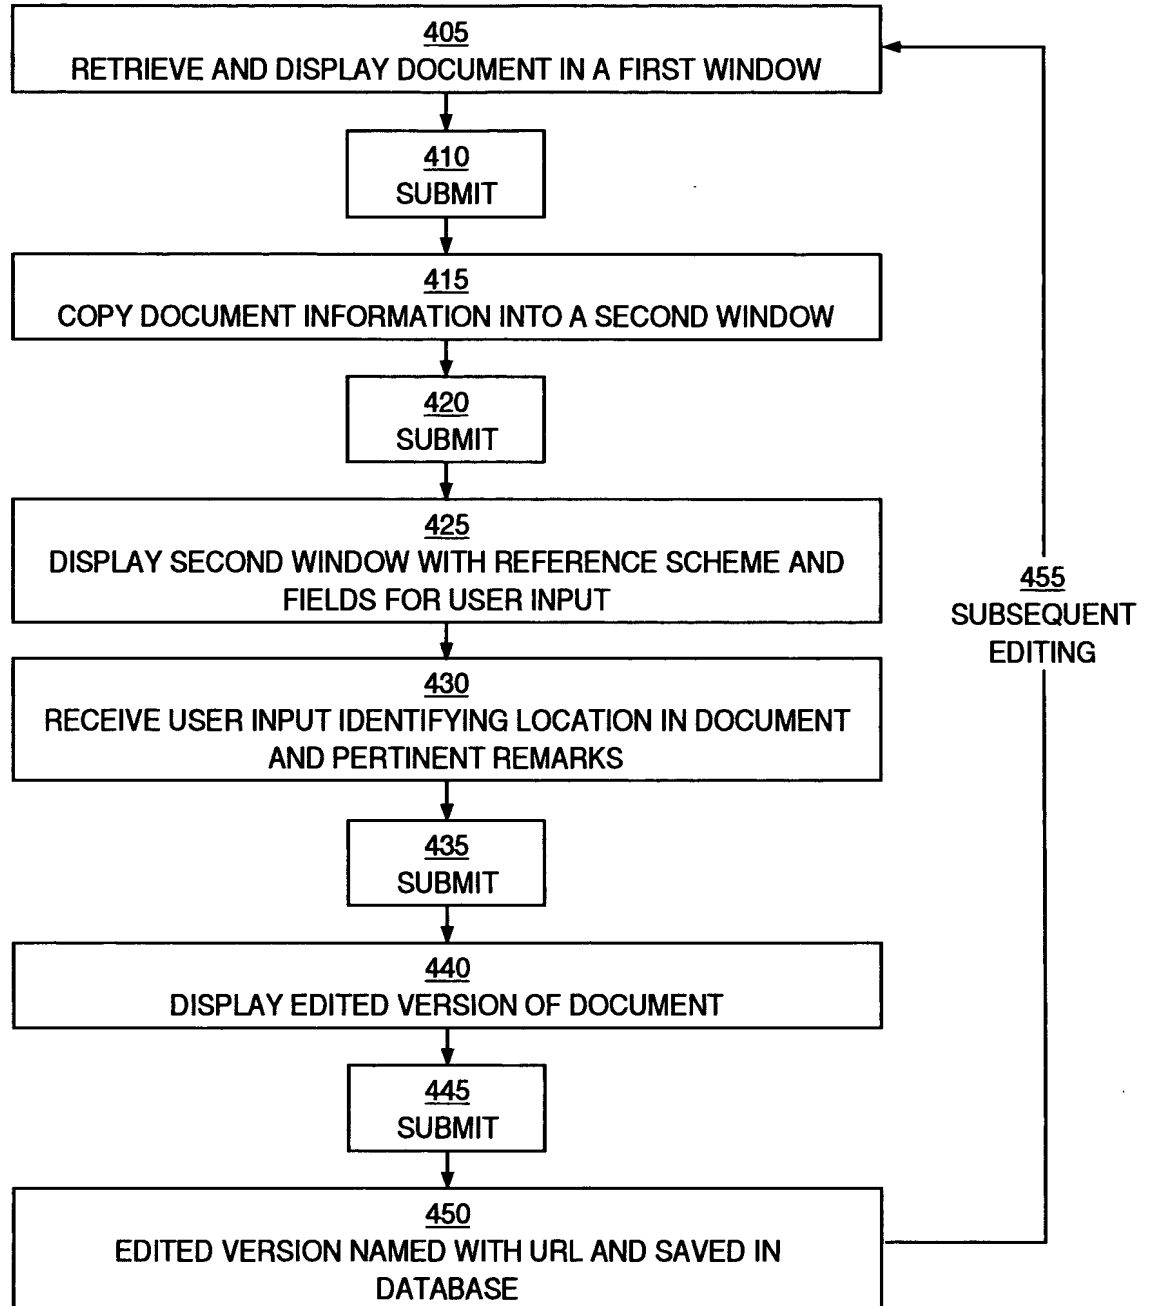 405
RETRIEVE AND DISPLAY DOCUMENT IN A FIRST WINDOW
410
SUBMIT
415
COPY DOCUMENT INFORMATION INTO A SECOND WINDOW
420
SUBMIT
425
DISPLAY SECOND WINDOW WITH REFERENCE SCHEME AND
FIELDS FOR USER INPUT
430
RECEIVE USER INPUT IDENTIFYING LOCATION IN DOCUMENT
AND PERTINENT REMARKS
435
SUBMIT
440
DISPLAY EDITED VERSION OF DOCUMENT
445
SUBMIT
450
EDITED VERSION NAMED WITH URL AND SAVED IN
DATABASE
455
SUBSEQUENT
EDITING